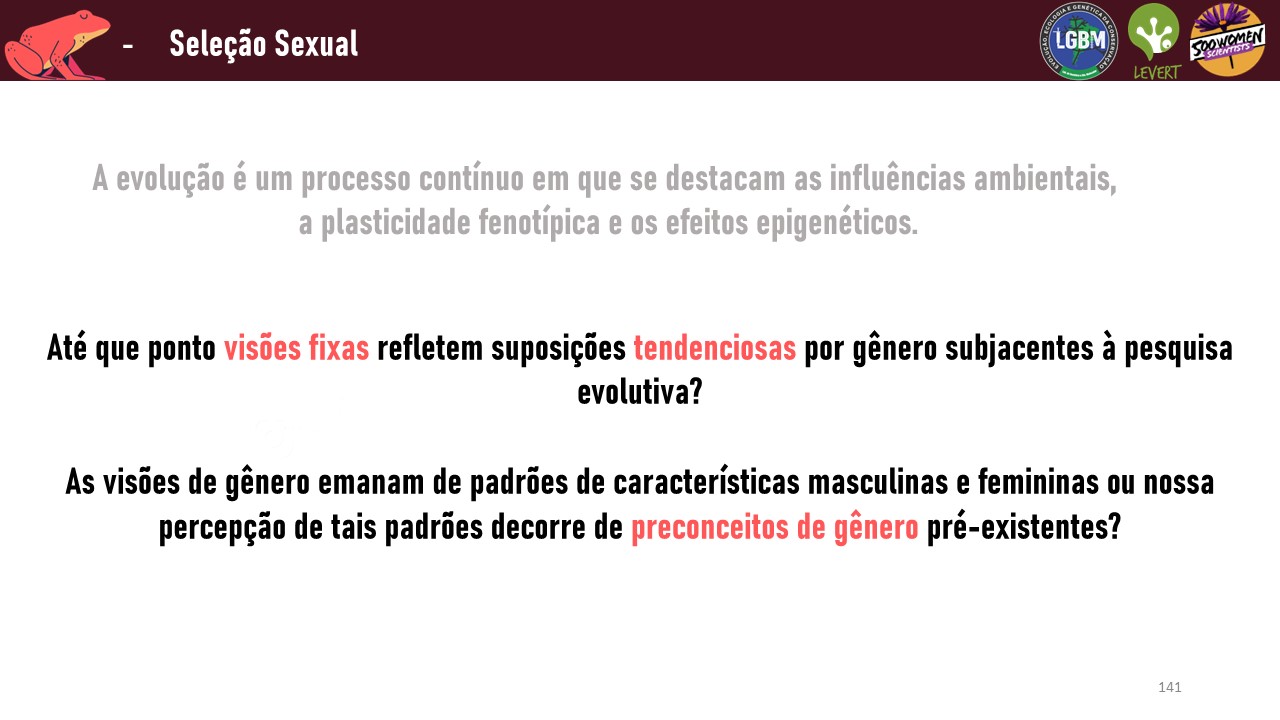 - Seleção Sexual
LGBM
EVOLUÇÃO, ECOLOGIA E GENÉTICA DA CONSERVAÇÃO
LEVERT
500 WOMEN
SCIENTISTS
A evolução é um processo contínuo em que se destacam as influências ambientais,
a plasticidade fenotípica e os efeitos epigenéticos.
Até que ponto visões fixas refletem suposições tendenciosas por gênero subjacentes à pesquisa
evolutiva?
As visões de gênero emanam de padrões de características masculinas e femininas ou nossa
percepção de tais padrões decorre de preconceitos de gênero pré-existentes?
141